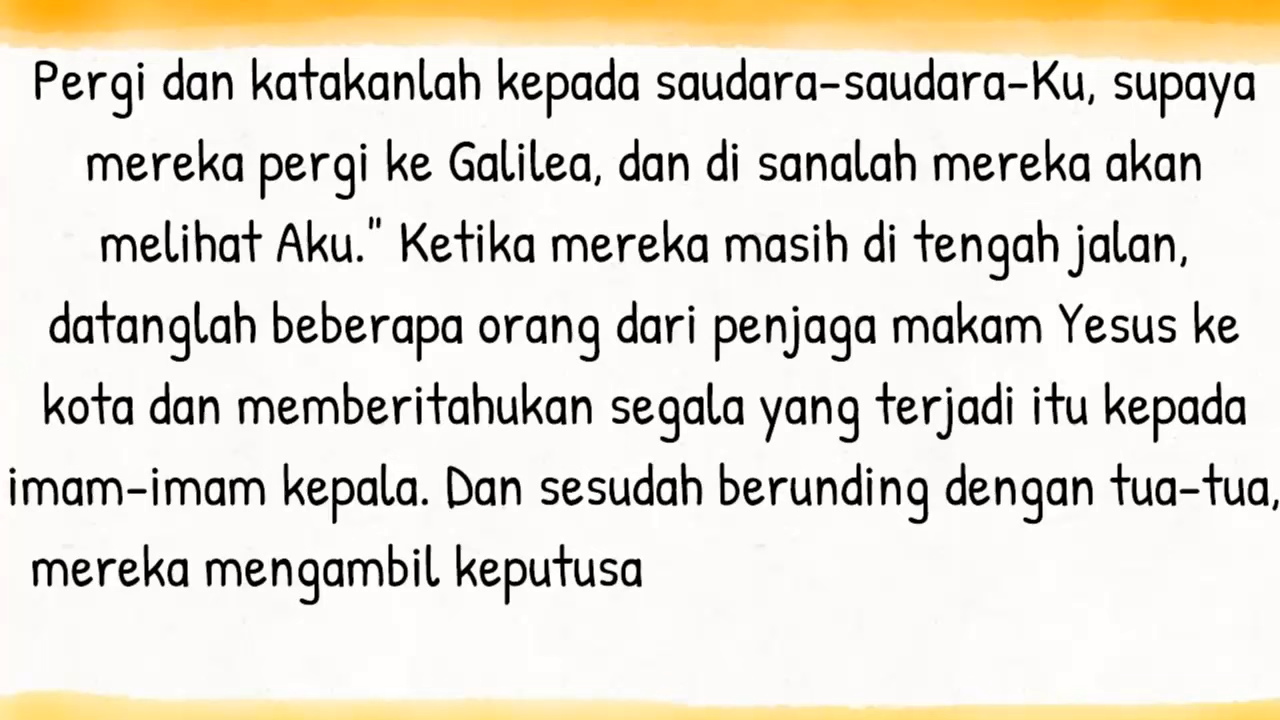 Pergi dan katakanlah kepada saudara-saudara-Ku, supaya
mereka pergi ke Galilea, dan di sanalah mereka akan
melihat Aku." Ketika mereka masih di tengah jalan,
datanglah beberapa orang dari penjaga makam Yesus ke
kota dan memberitahukan segala yang terjadi itu kepada
imam-imam kepala. Dan sesudah berunding dengan tua-tua,
mereka mengambil keputusa